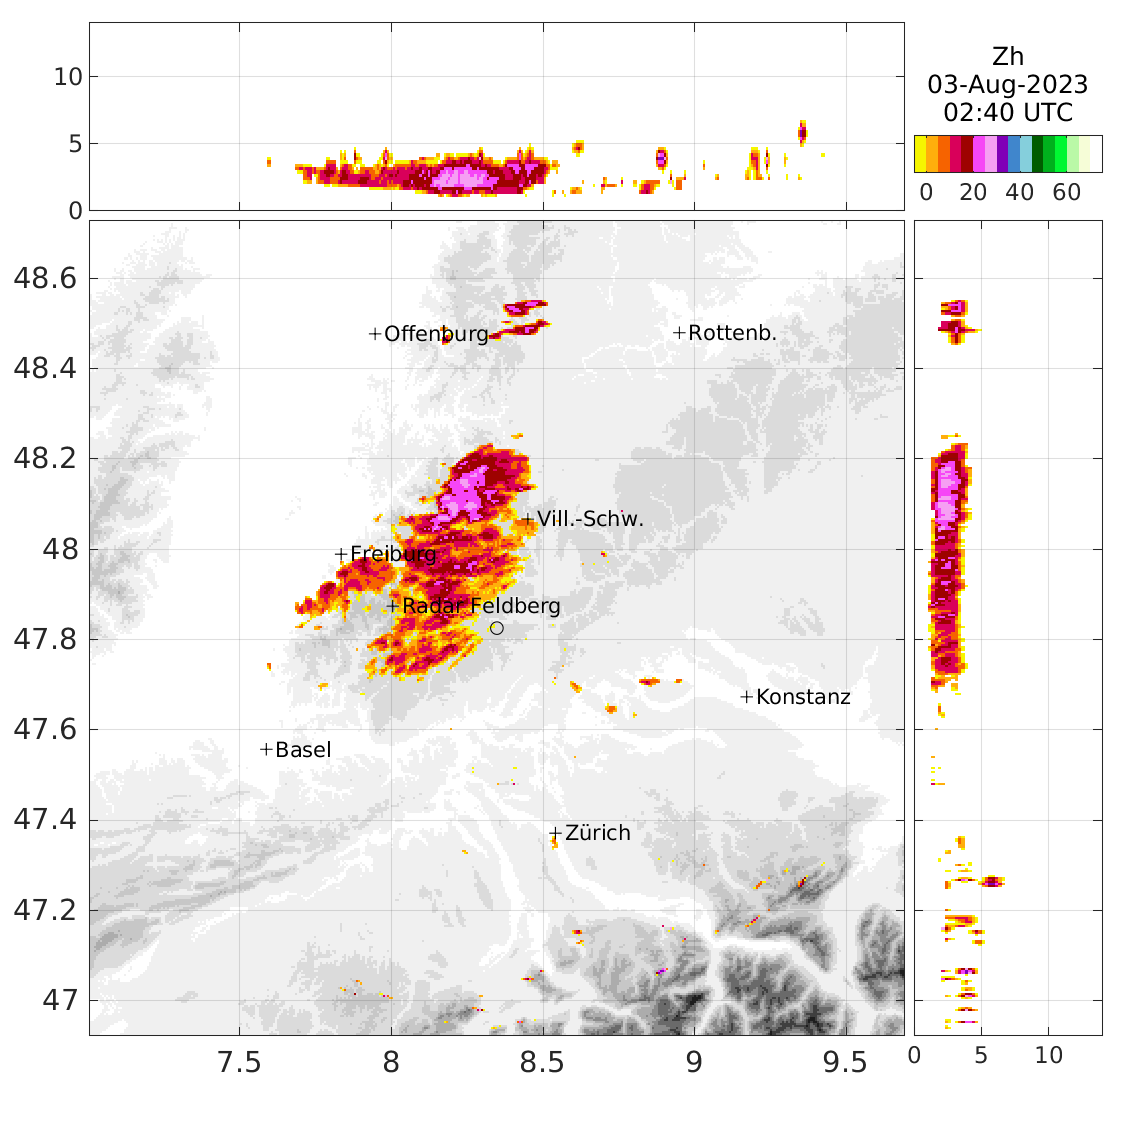 10
5
0
Zh
03-Aug-2023
02:40 UTC
0 20 40 60
48.6
48.4
48.2
48
47.8
47.6
47.4
47.2
47
+Offenburg
+Rottenb.
+Vill.-Schw.
+Freiburg
+Radar Feldberg
+Konstanz
+Basel
+Zürich
7.5 8 8.5 9 9.5
0 5 10